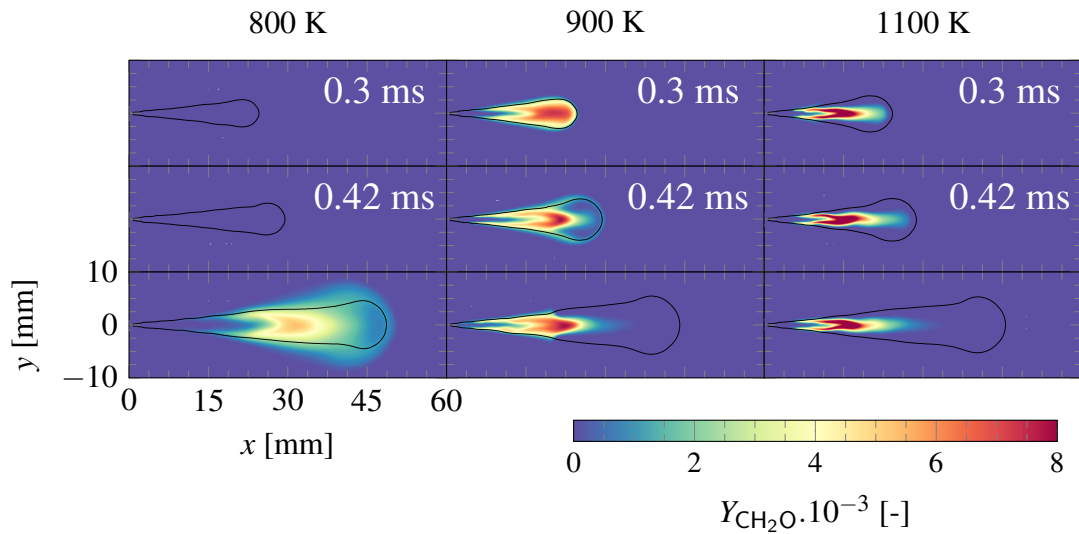 800 K 900 K 1100 K
0.3 ms 0.3 ms 0.3 ms
0.42 ms 0.42 ms 0.42 ms
10
0
−10
y [mm]
0 15 30 45 60
x [mm]
0 2 4 6 8
Y_CH₂O.10⁻³ [-]